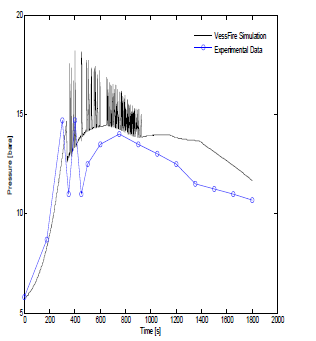 20
15
10
5
Pressure [bara]
VessFire Simulation
Experimental Data
0 200 400 600 800 1000 1200 1400 1600 1800 2000
Time [s]